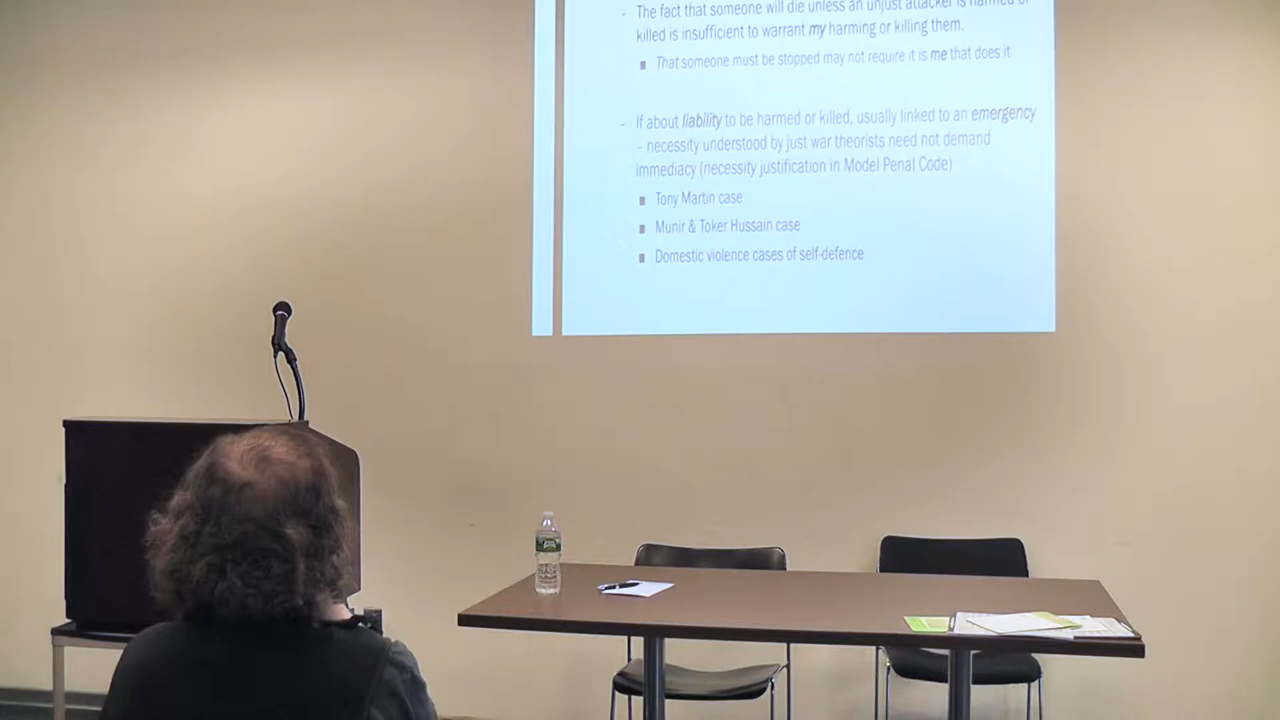 - The fact that someone will die unless an unjust attacker is harmed or
killed is insufficient to warrant my harming or killing them.
■ That someone must be stopped may not require it is me that does it
- If about liability to be harmed or killed, usually linked to an emergency
– necessity understood by just war theorists need not demand
immediacy (necessity justification in Model Penal Code)
■ Tony Martin case
■ Munir & Toker Hussain case
■ Domestic violence cases of self-defence